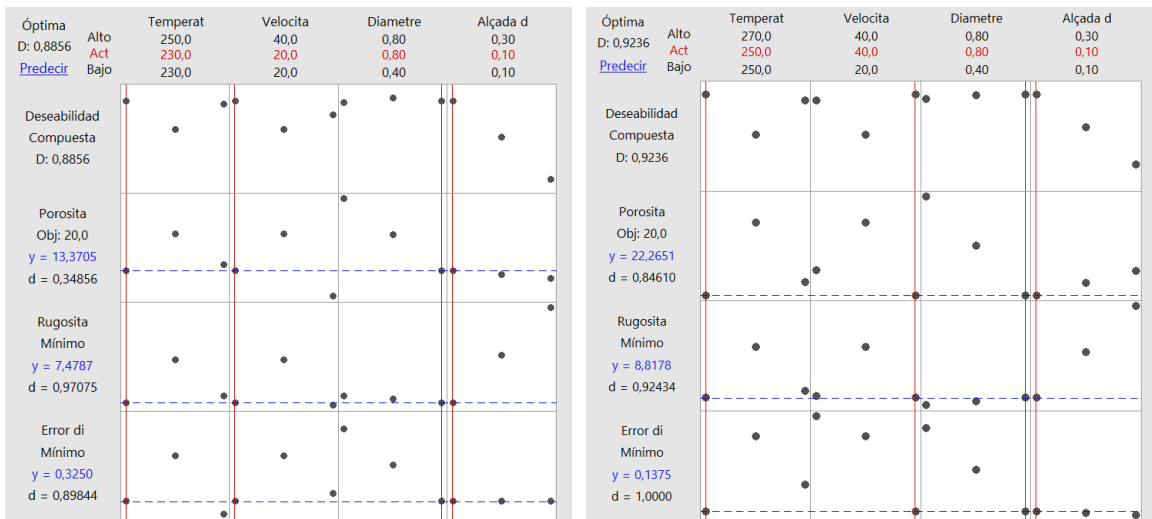 Óptima
D: 0,8856
Predecir
Alto
Act
Bajo
Temperat
250,0
230,0
230,0
Velocita
40,0
20,0
20,0
Diametre
0,80
0,80
0,40
Alçada d
0,30
0,10
0,10
Deseabilidad
Compuesta
D: 0,8856
Porosita
Obj: 20,0
y = 13,3705
d = 0,34856
Rugosita
Mínimo
y = 7,4787
d = 0,97075
Error di
Mínimo
y = 0,3250
d = 0,89844
Óptima
D: 0,9236
Predecir
Alto
Act
Bajo
Temperat
270,0
250,0
250,0
Velocita
40,0
40,0
20,0
Diametre
0,80
0,80
0,40
Alçada d
0,30
0,10
0,10
Deseabilidad
Compuesta
D: 0,9236
Porosita
Obj: 20,0
y = 22,2651
d = 0,84610
Rugosita
Mínimo
y = 8,8178
d = 0,92434
Error di
Mínimo
y = 0,1375
d = 1,0000